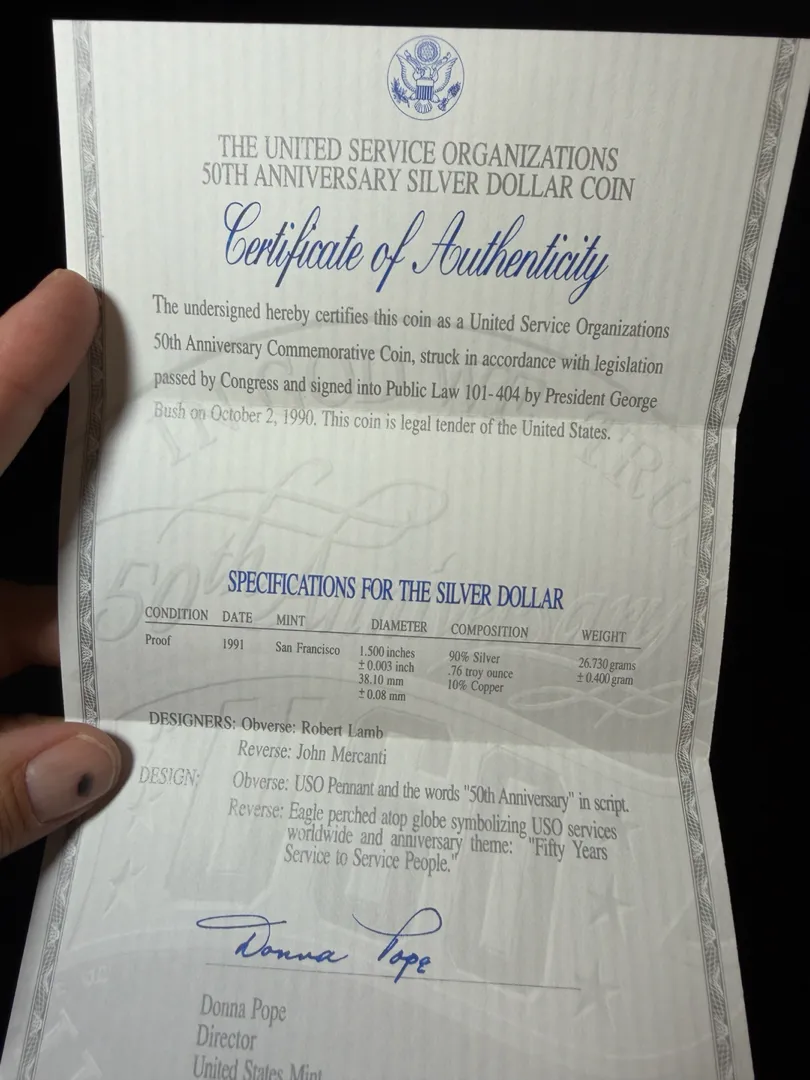 THE UNITED SERVICE ORGANIZATIONS
50TH ANNIVERSARY SILVER DOLLAR COIN
Certificate of Authenticity
The undersigned hereby certifies this coin as a United Service Organizations
50th Anniversary Commemorative Coin, struck in accordance with legislation
passed by Congress and signed into Public Law 101-404 by President George
Bush on October 2, 1990. This coin is legal tender of the United States.
50th Anniversary
SPECIFICATIONS FOR THE SILVER DOLLAR
CONDITION DATE MINT DIAMETER COMPOSITION WEIGHT
Proof 1991 San Francisco 1.500 inches 90% Silver 26.730 grams
± 0.003 inch .76 troy ounce ± 0.400 gram
38.10 mm 10% Copper
± 0.08 mm
DESIGNERS: Obverse: Robert Lamb
Reverse: John Mercanti
DESIGN: Obverse: USO Pennant and the words "50th Anniversary" in script.
Reverse: Eagle perched atop globe symbolizing USO services
worldwide and anniversary theme: "Fifty Years
Service to Service People."
USO
Donna Pope
Donna Pope
Director
United States Mint